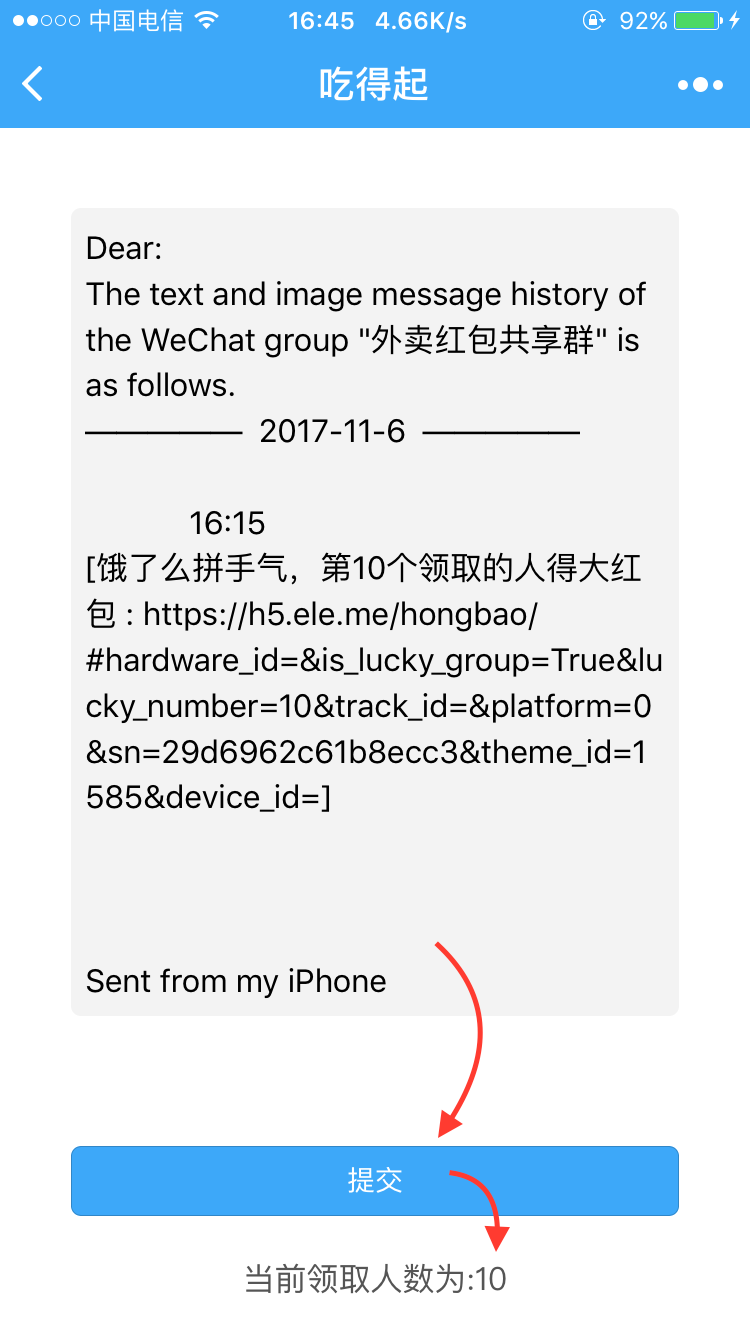 中国电信 16:45 4.66K/s 92%
吃得起
Dear:
The text and image message history of
the WeChat group "外卖红包共享群" is
as follows.
————— 2017-11-6 —————
16:15
[饿了么拼手气，第10个领取的人得大红
包 : https://h5.ele.me/hongbao/
#hardware_id=&is_lucky_group=True&lu
cky_number=10&track_id=&platform=0
&sn=29d6962c61b8ecc3&theme_id=1
585&device_id=]
Sent from my iPhone
提交
当前领取人数为:10